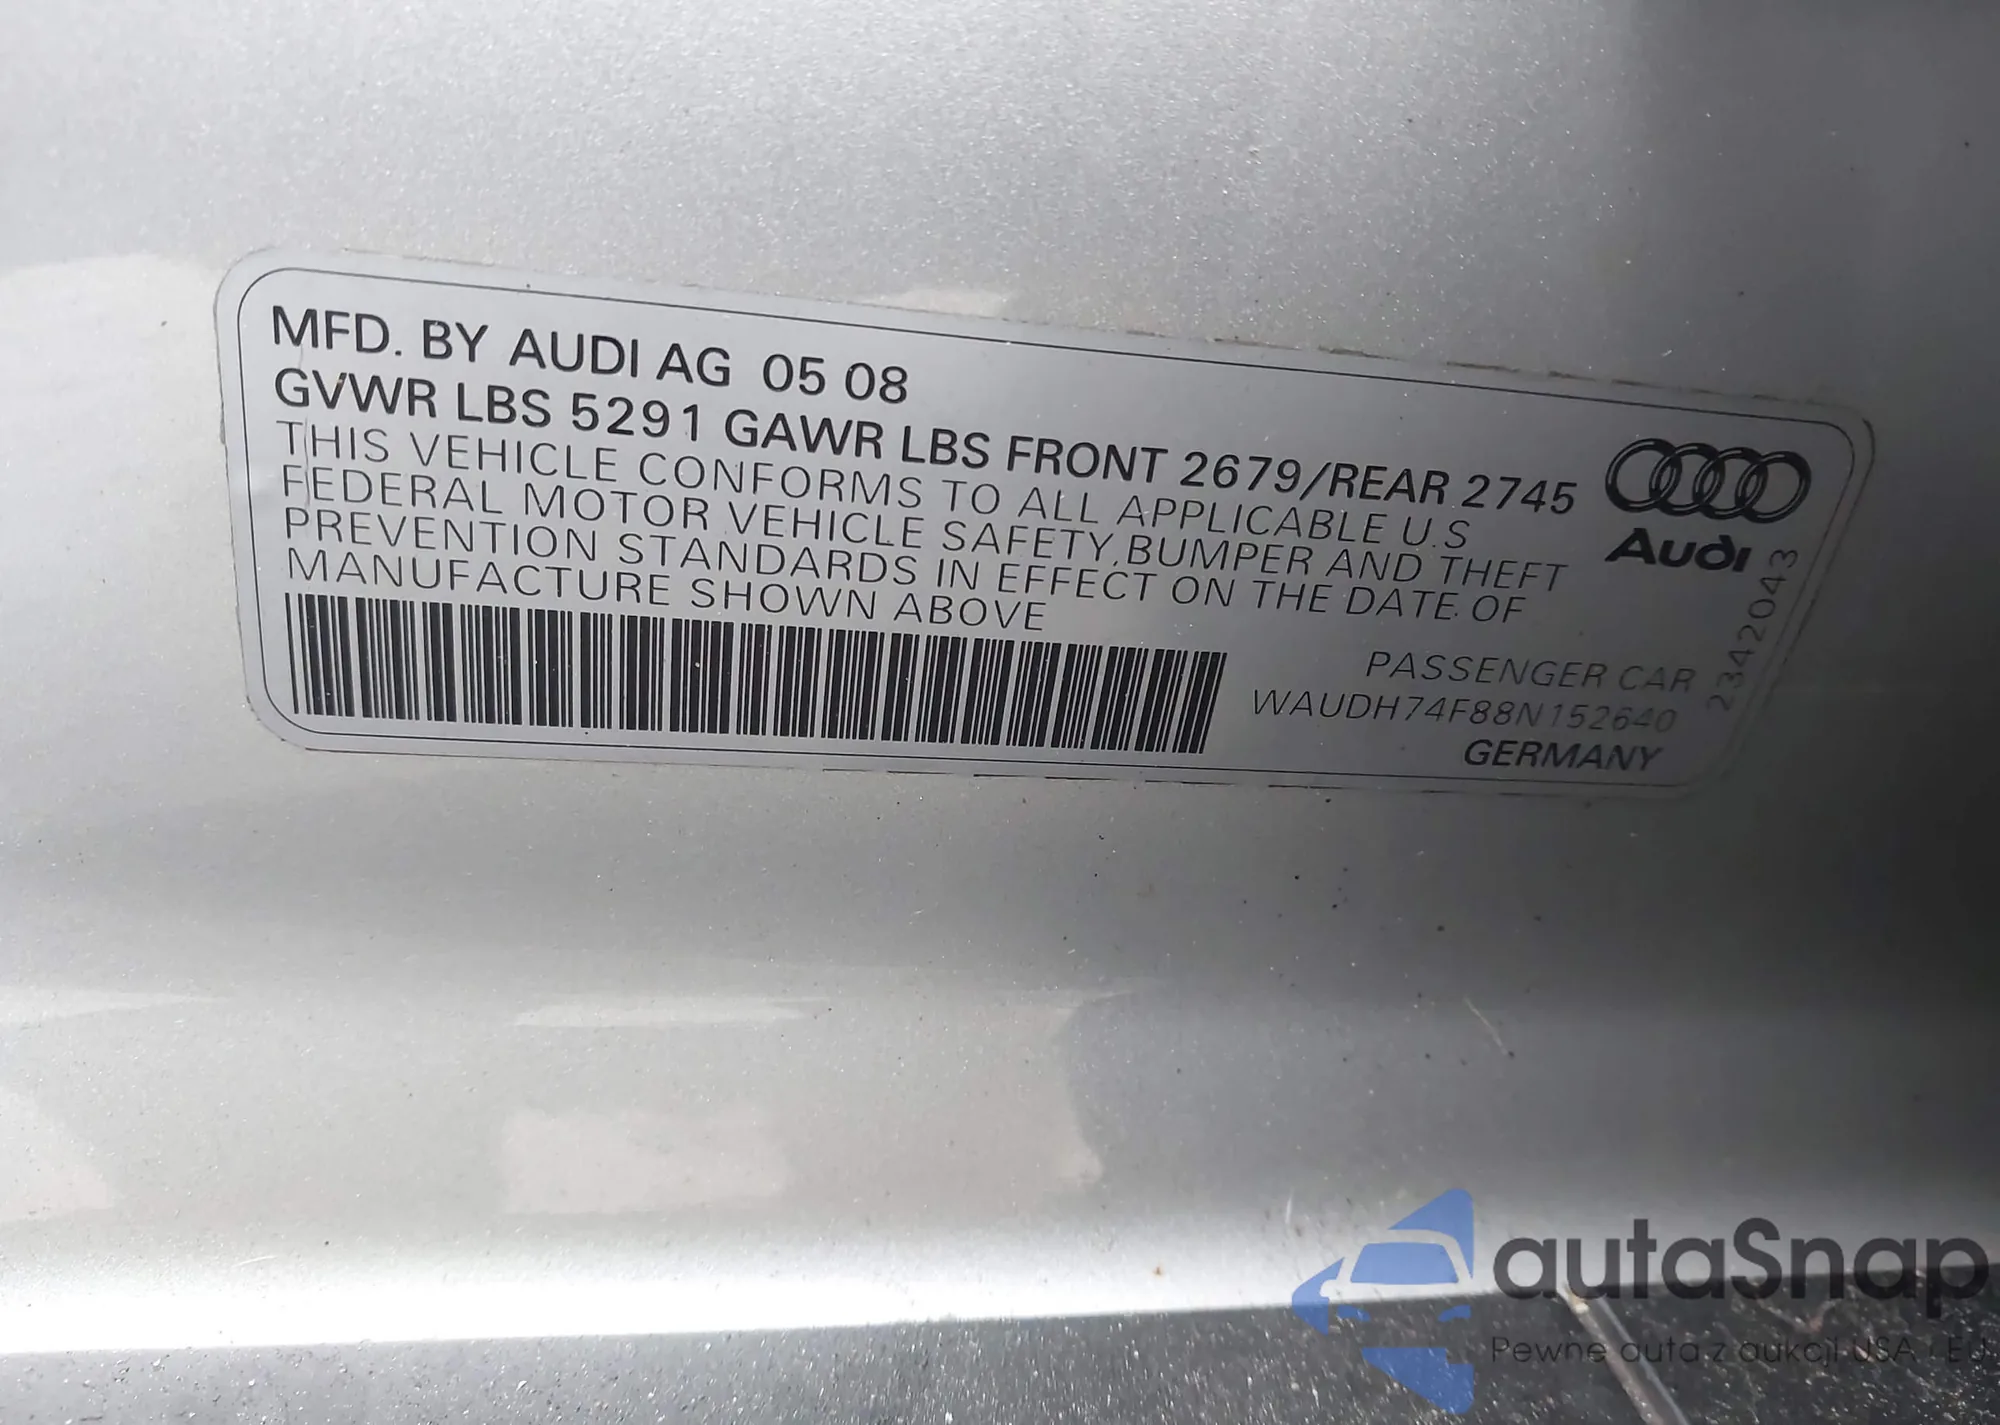 MFD. BY AUDI AG 05 08
GVWR LBS 5291 GAWR LBS FRONT 2679/REAR 2745
THIS VEHICLE CONFORMS TO ALL APPLICABLE U.S
FEDERAL MOTOR VEHICLE SAFETY,BUMPER AND THEFT
PREVENTION STANDARDS IN EFFECT ON THE DATE OF
MANUFACTURE SHOWN ABOVE
Audi
2342043
PASSENGER CAR
WAUDH74F88N152640
GERMANY
autaSnap
Pewne auta z aukcji USA i EU